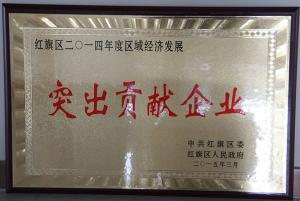 红旗区二〇一四年度区域经济发展
突出贡献企业
中共红旗区委
红旗区人民政府
二〇一五年三月